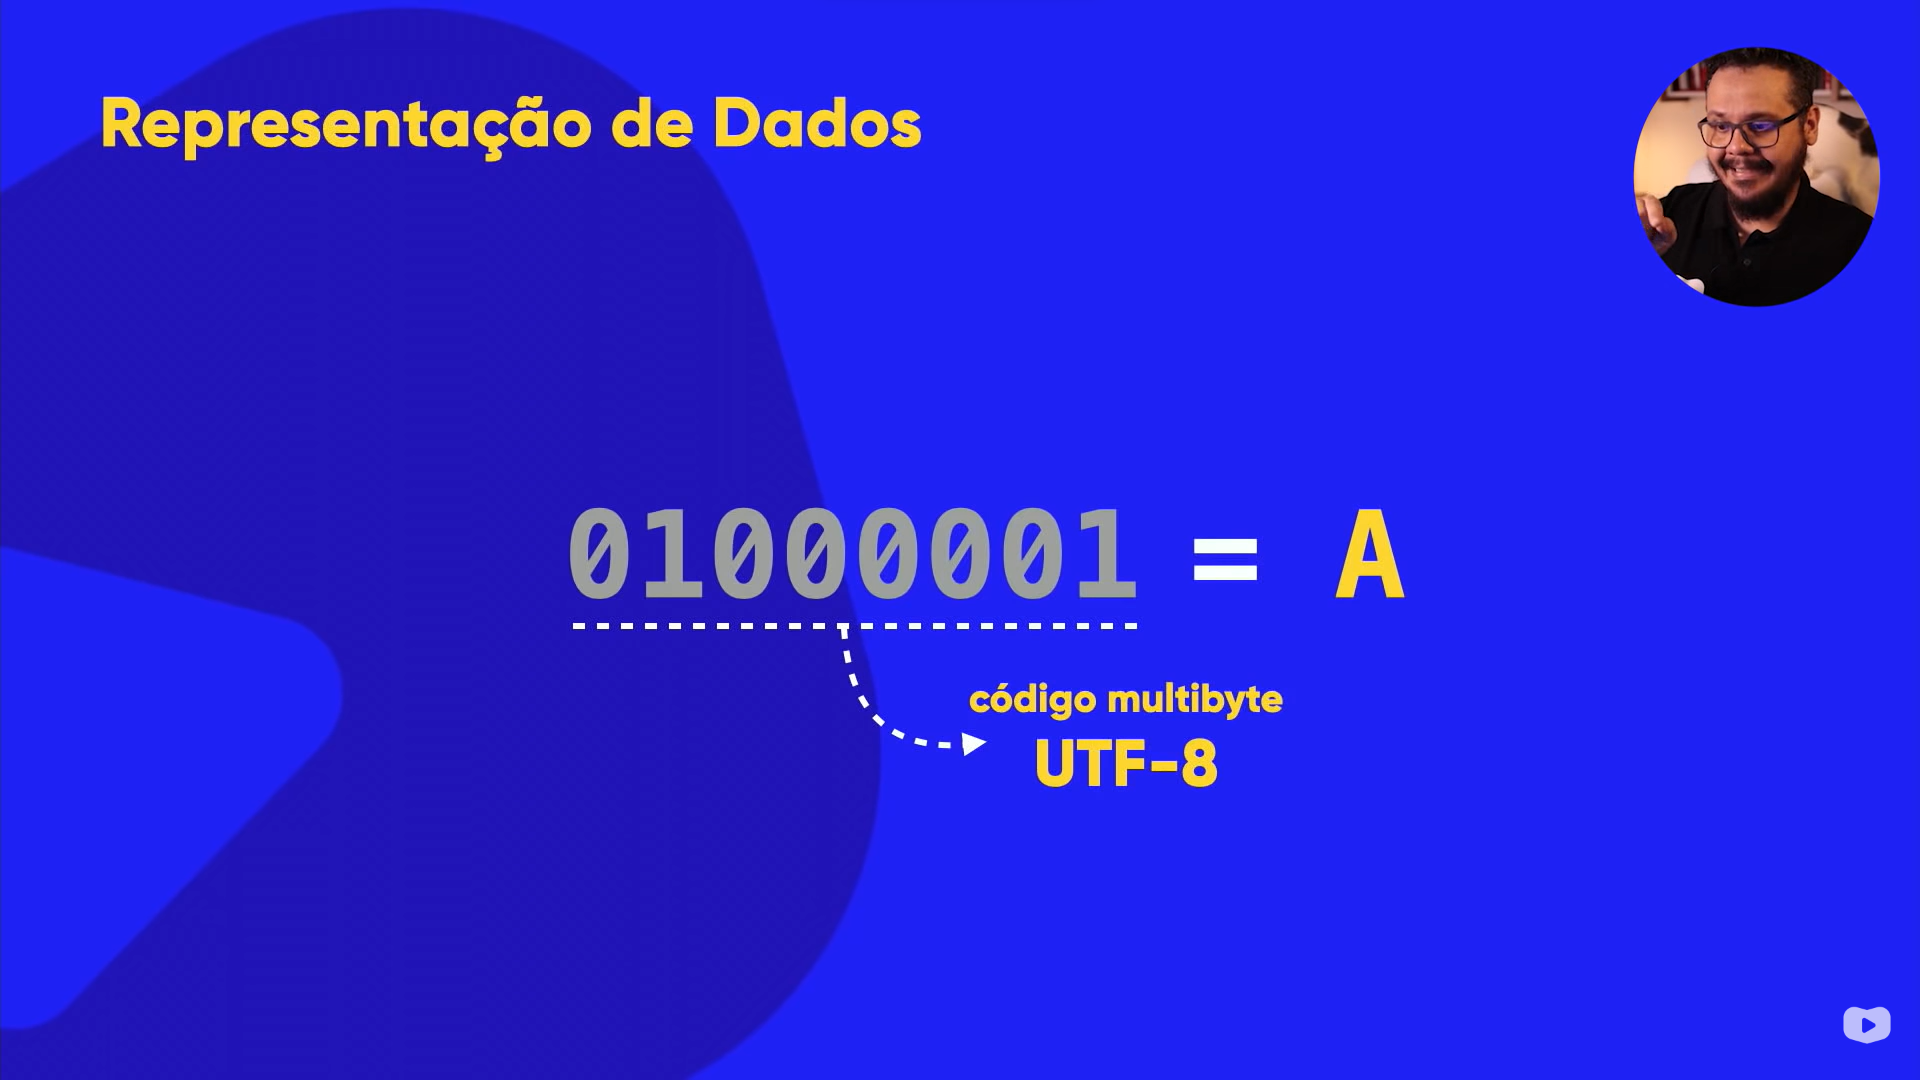 Representação de Dados
01000001 = A
código multibyte
UTF-8